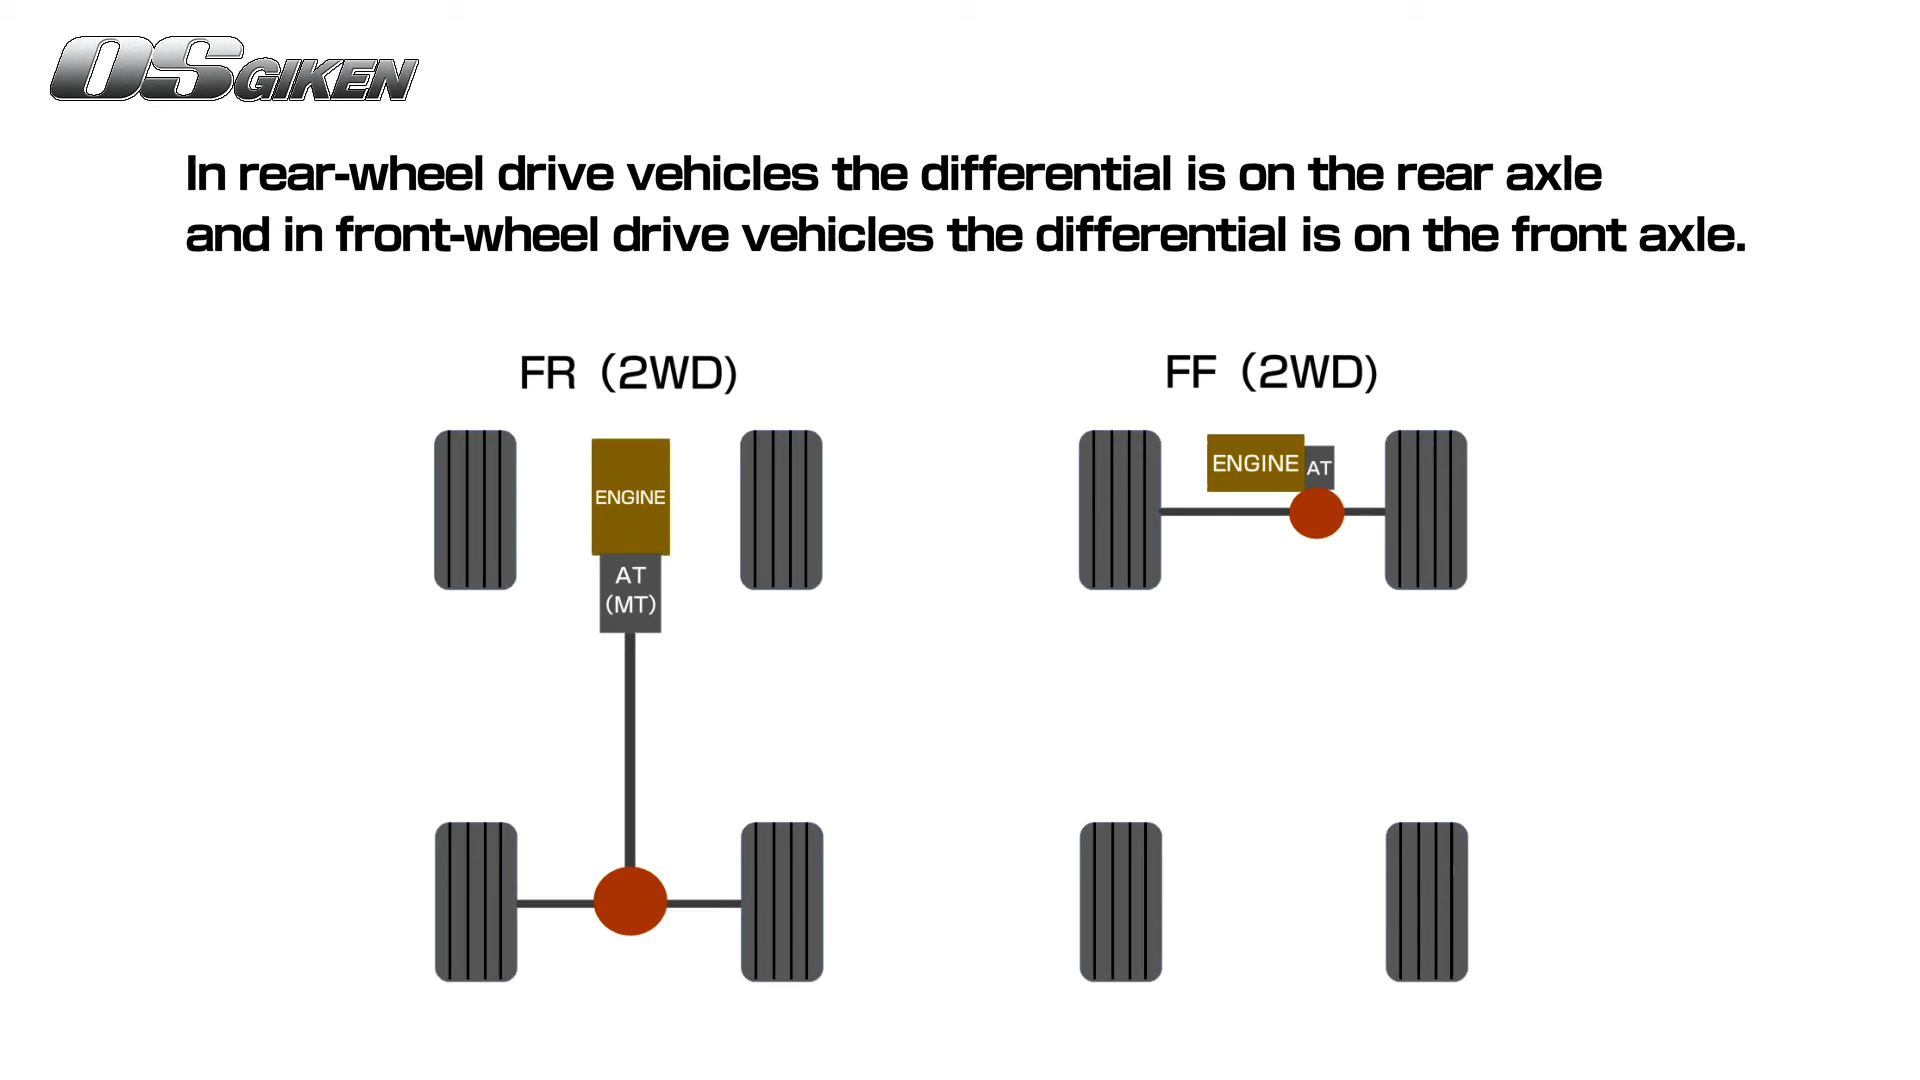 OS GIKEN
In rear-wheel drive vehicles the differential is on the rear axle
and in front-wheel drive vehicles the differential is on the front axle.
FR (2WD)
FF (2WD)
ENGINE
AT
(MT)
ENGINE
AT